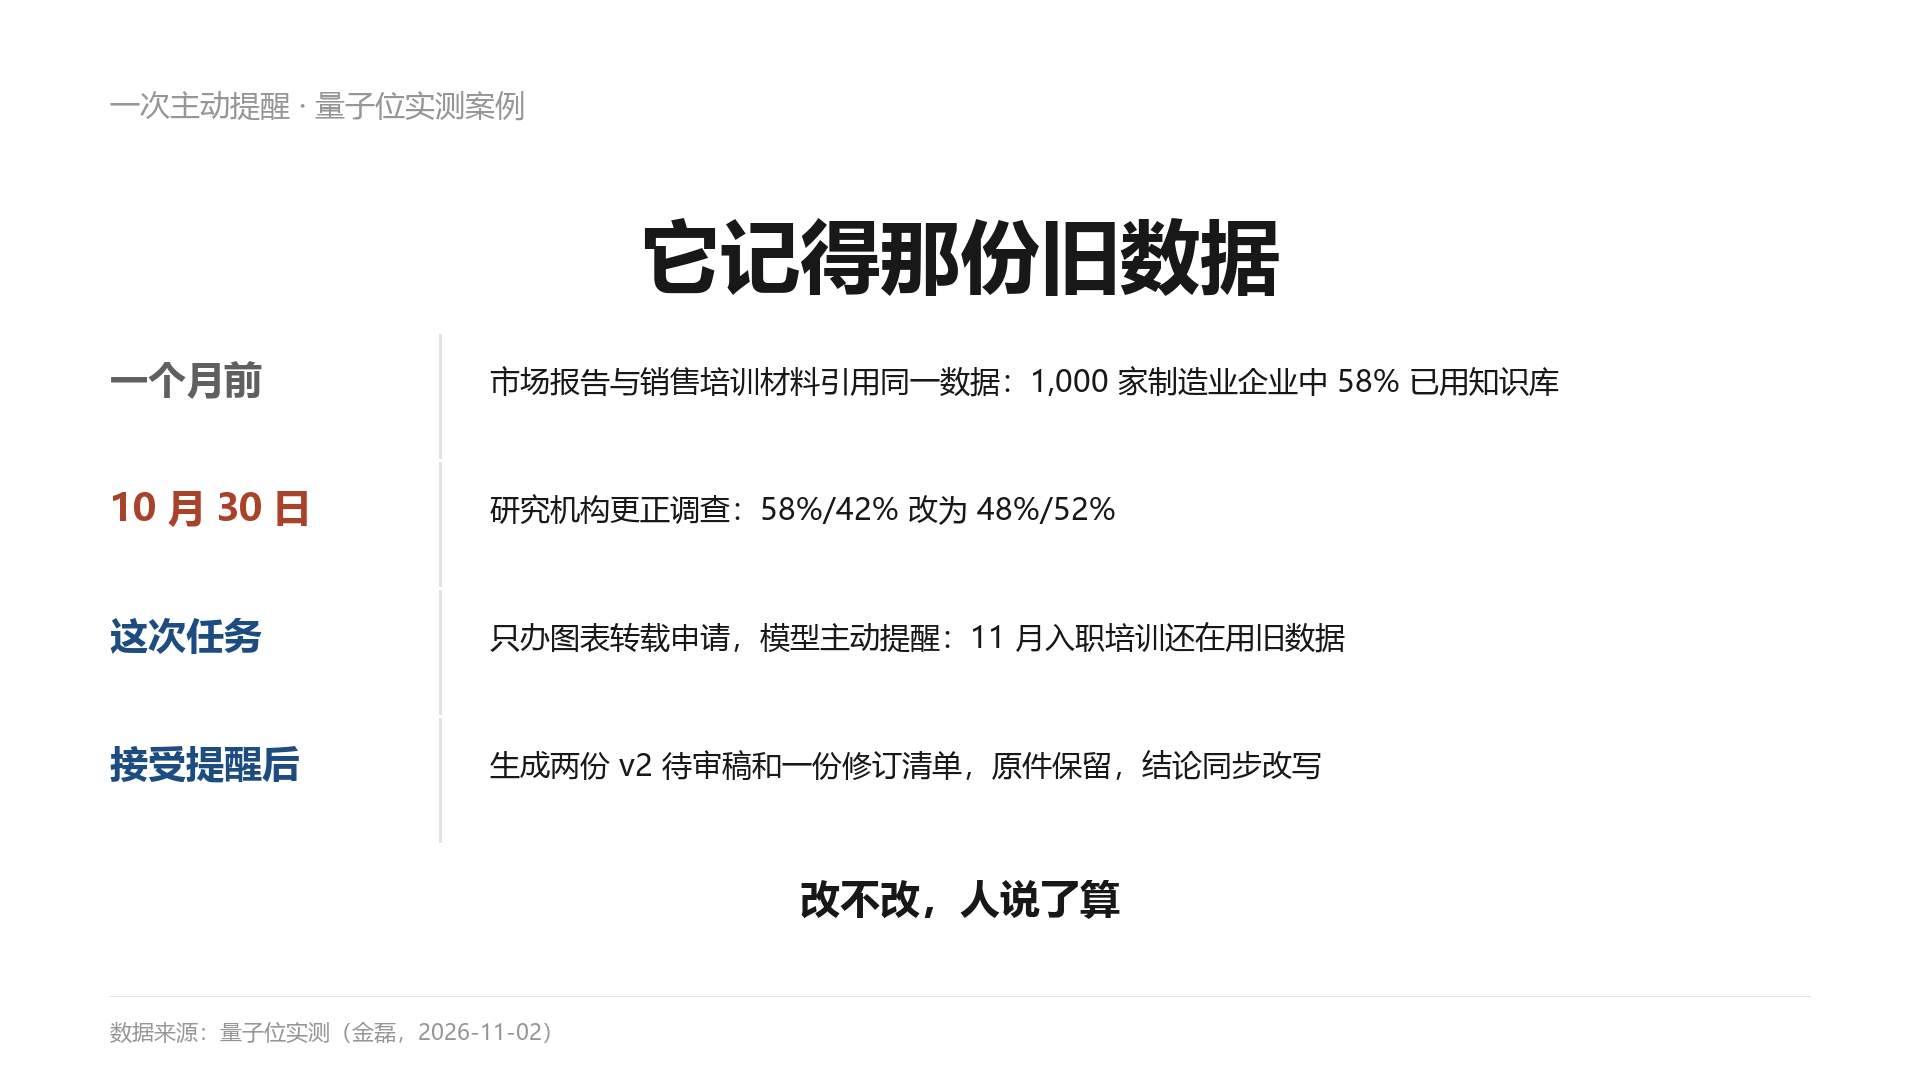 一次主动提醒 · 量子位实测案例
它记得那份旧数据
一个月前
市场报告与销售培训材料引用同一数据：1,000 家制造业企业中 58% 已用知识库
10 月 30 日
研究机构更正调查：58%/42% 改为 48%/52%
这次任务
只办图表转载申请，模型主动提醒：11 月入职培训还在用旧数据
接受提醒后
生成两份 v2 待审稿和一份修订清单，原件保留，结论同步改写
改不改，人说了算
数据来源：量子位实测（金磊，2026-11-02）